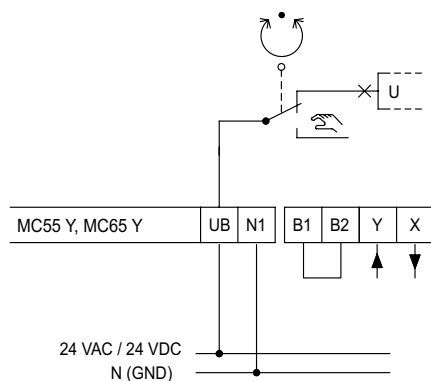 U
MC55 Y, MC65 Y UB N1 B1 B2 Y X
24 VAC / 24 VDC
N (GND)